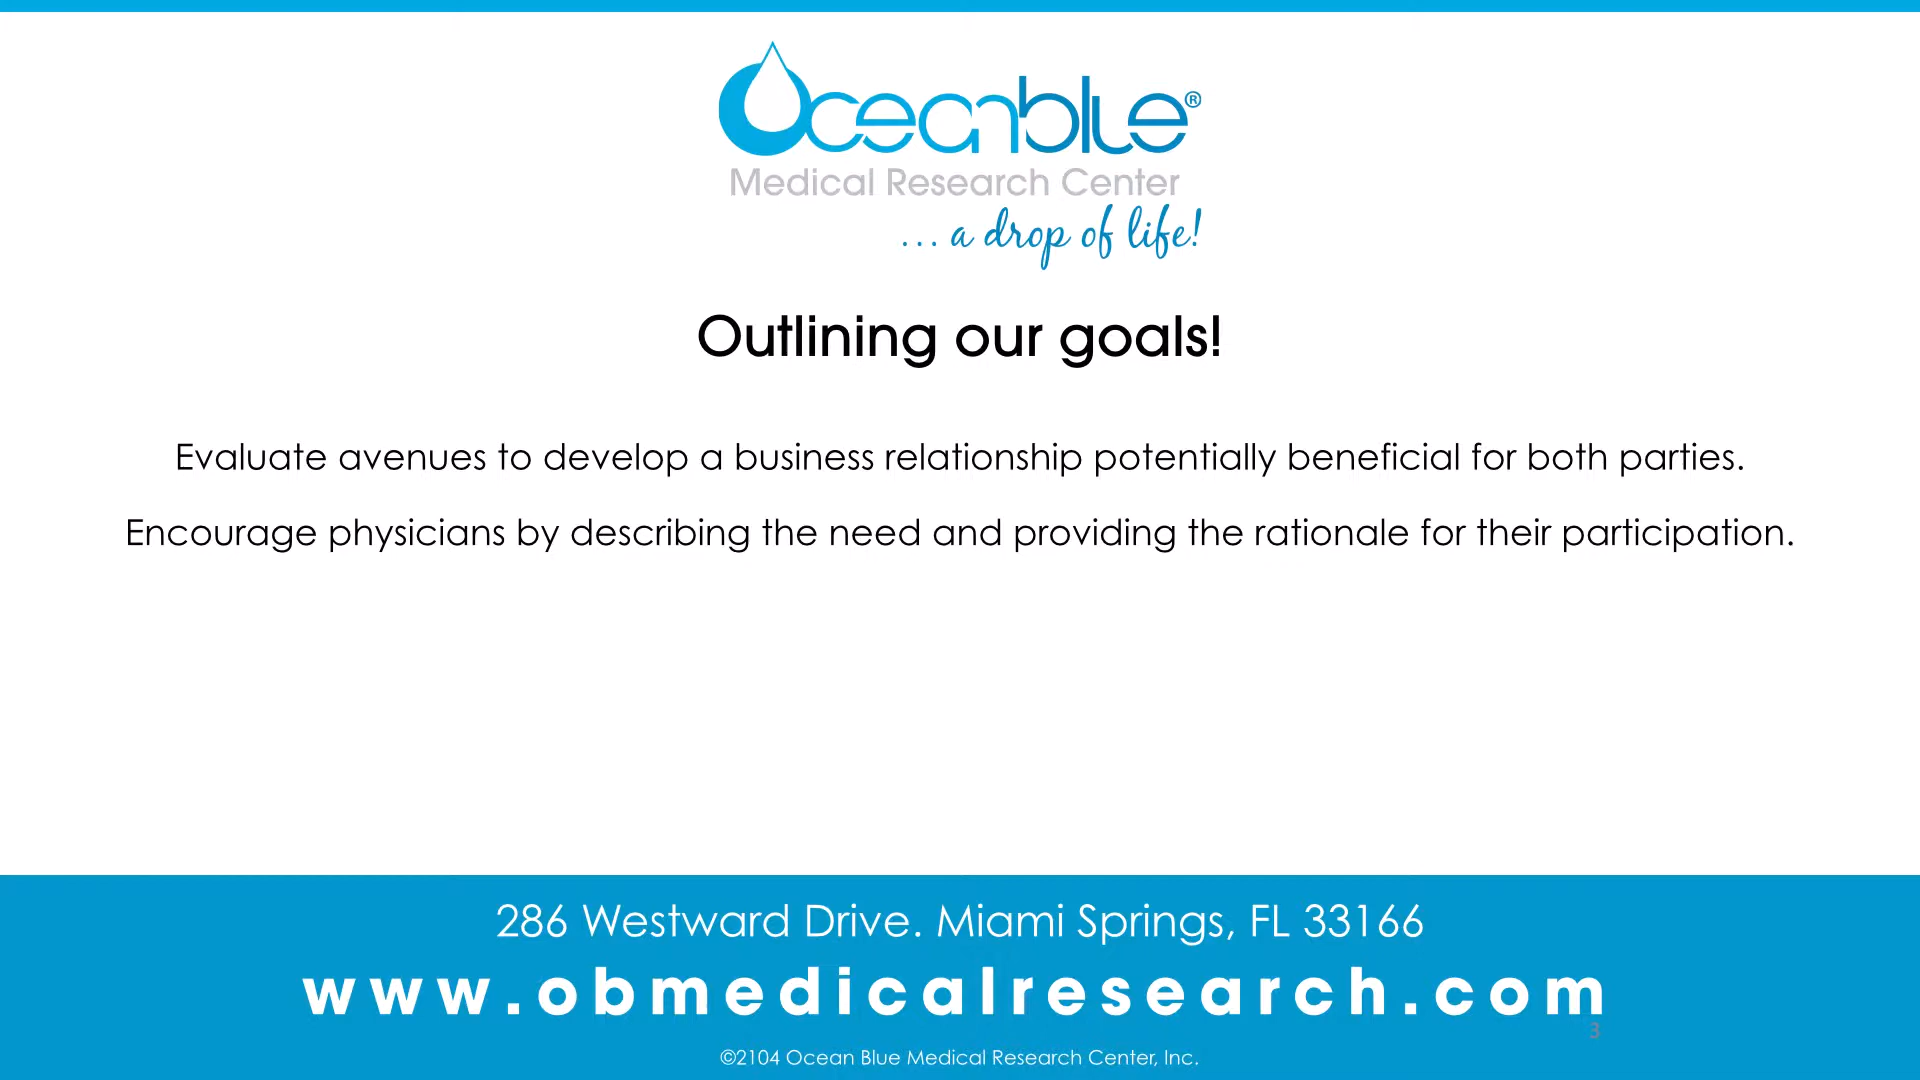 Oceanblue®
Medical Research Center
... a drop of life!
Outlining our goals!
Evaluate avenues to develop a business relationship potentially beneficial for both parties.
Encourage physicians by describing the need and providing the rationale for their participation.
286 Westward Drive. Miami Springs, FL 33166
www.obmedicalresearch.com
3
©2104 Ocean Blue Medical Research Center, Inc.